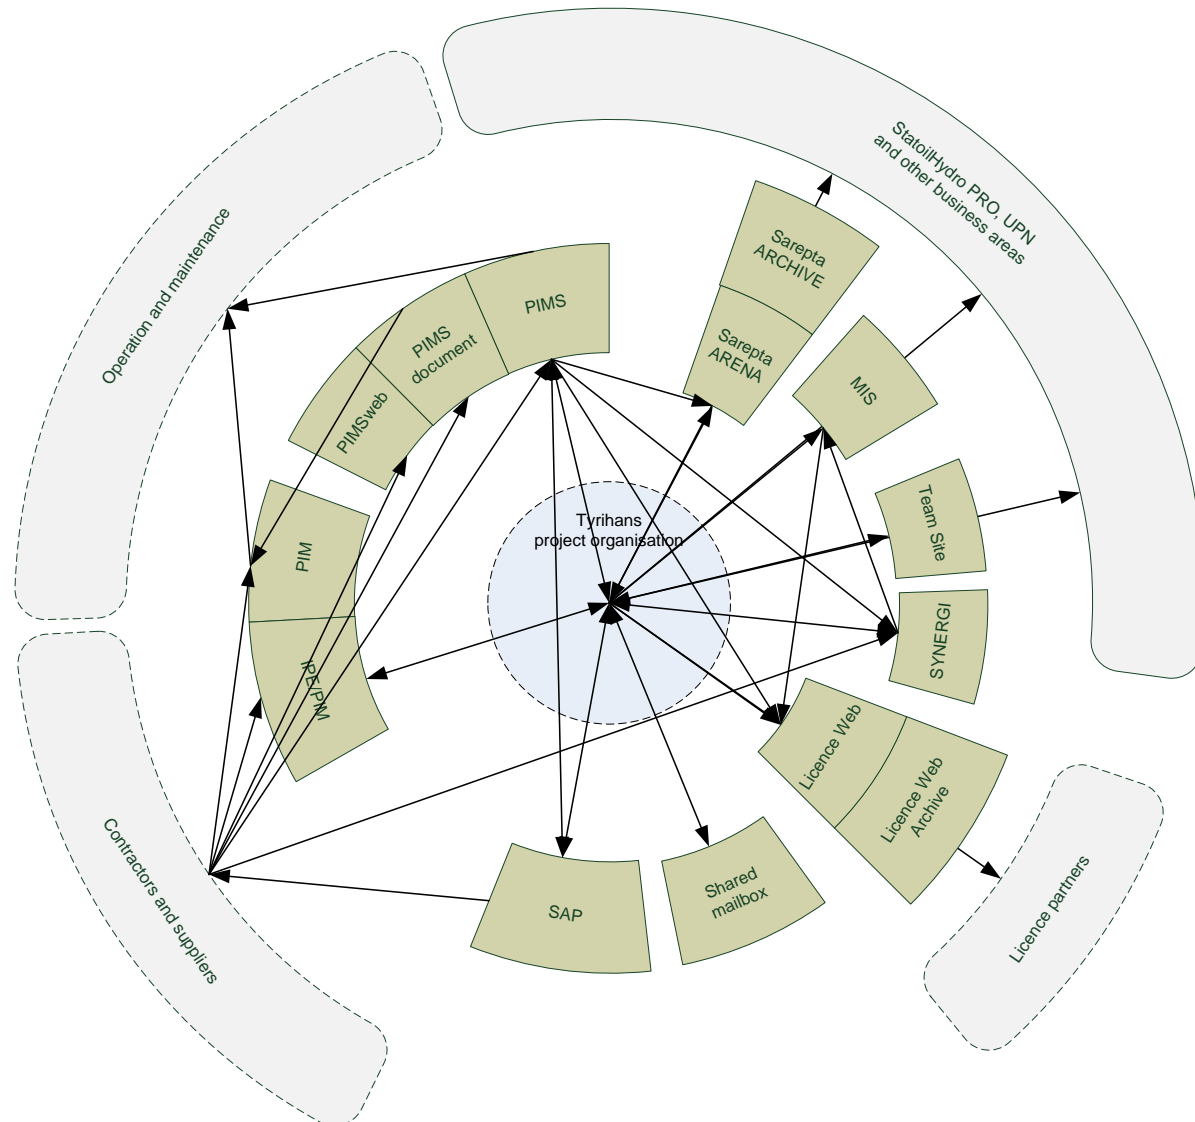 StatoilHydro PRO, UPN
and other business areas
Operation and maintenance
Sarepta
ARCHIVE
Sarepta
ARENA
PIMS
PIMS
document
PIMSweb
MIS
Team Site
Tyrihans
project organisation
PIM
IPE/PIM
SYNERGI
Licence Web
Licence Web
Archive
Contractors and suppliers
SAP
Shared
mailbox
Licence partners